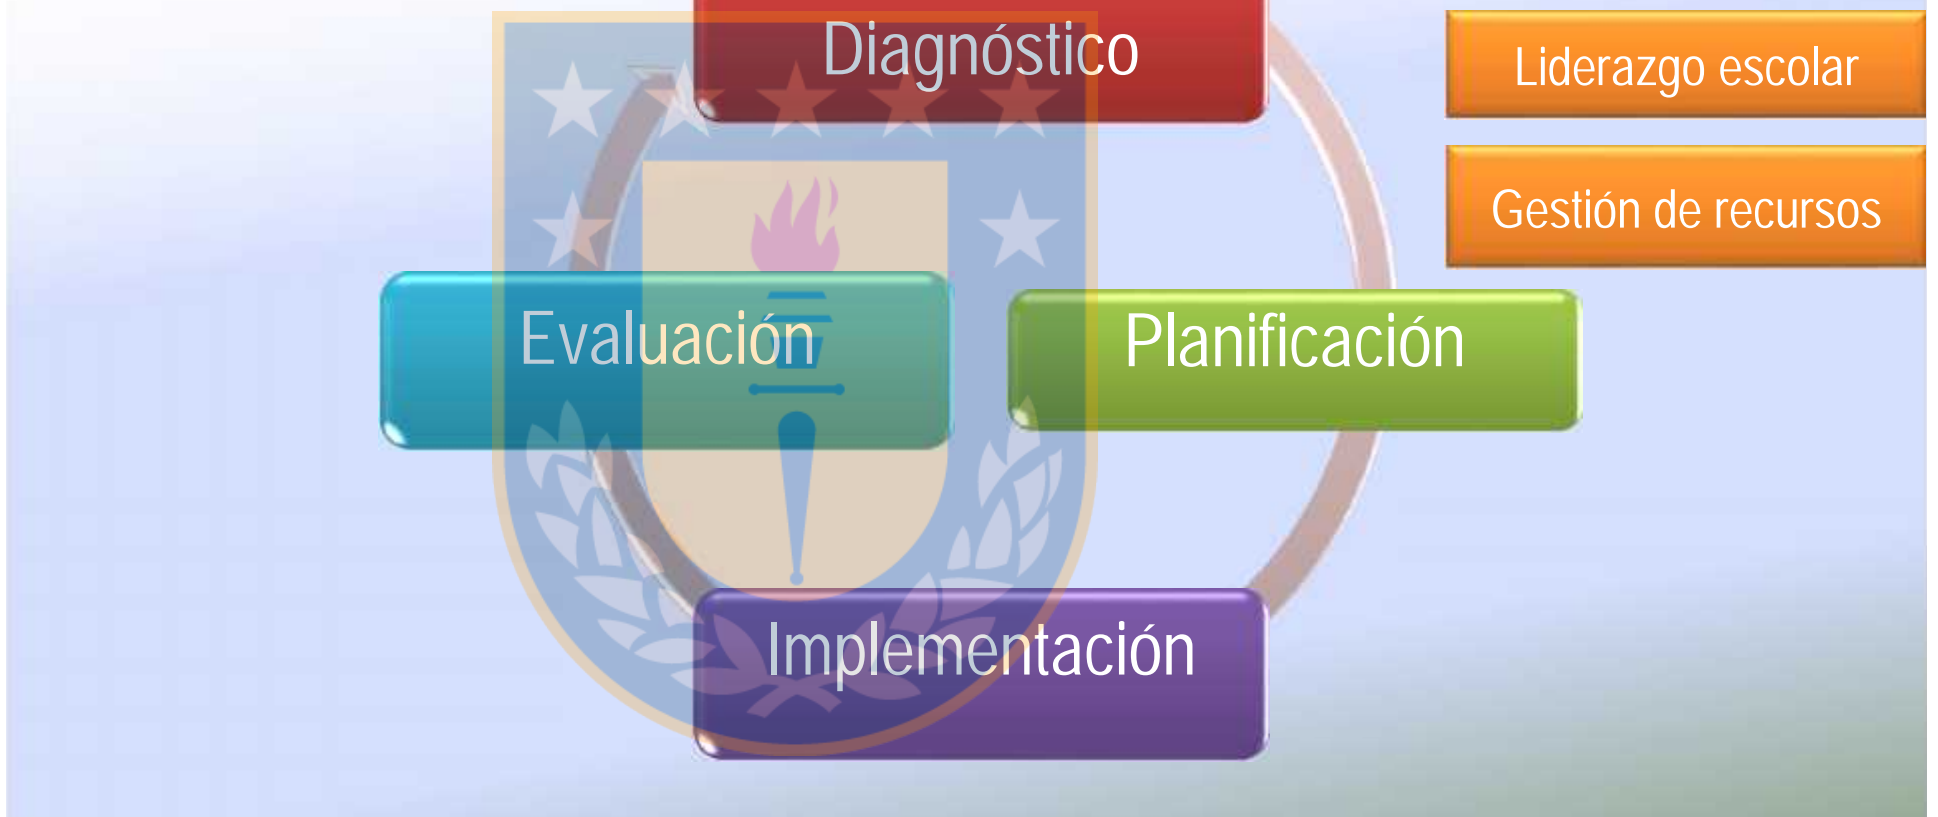 Diagnóstico
Liderazgo escolar
Gestión de recursos
Evaluación
Planificación
Implementación